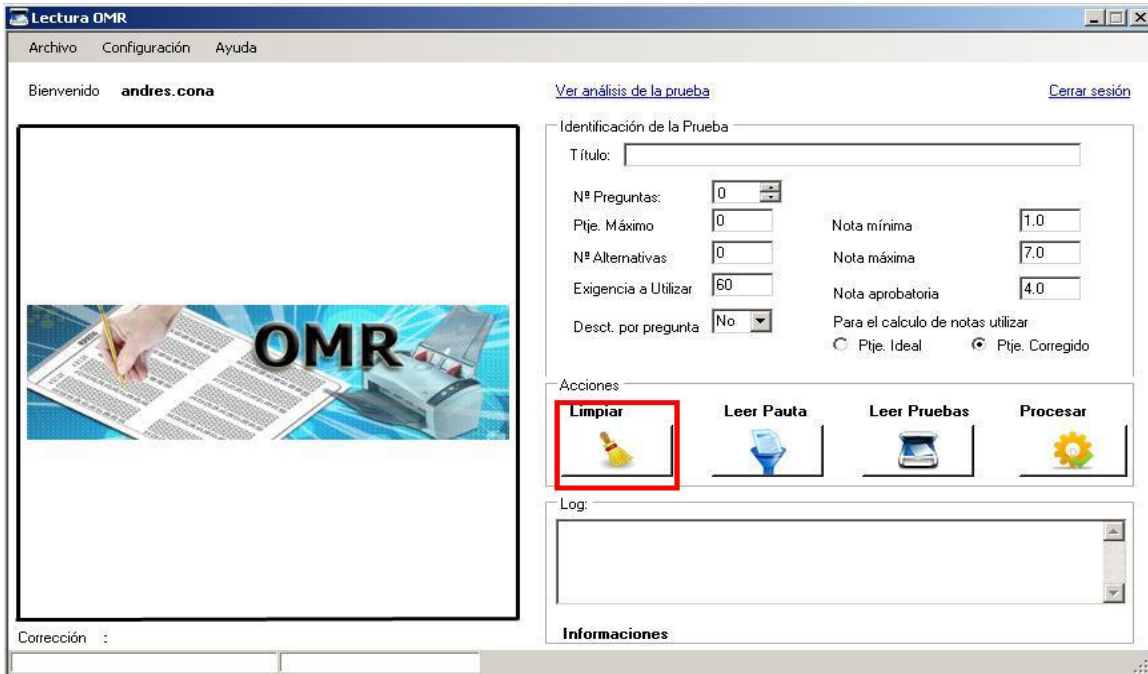 Lectura OMR
Archivo Configuración Ayuda
Bienvenido andres.cona
Ver análisis de la prueba Cerrar sesión
OMR
Corrección :
Identificación de la Prueba
Título:
Nº Preguntas: 0
Ptje. Máximo 0 Nota mínima 1.0
Nº Alternativas 0 Nota máxima 7.0
Exigencia a Utilizar 60 Nota aprobatoria 4.0
Desct. por pregunta No Para el calculo de notas utilizar
Ptje. Ideal Ptje. Corregido
Acciones
Limpiar Leer Pauta Leer Pruebas Procesar
Log:
Informaciones